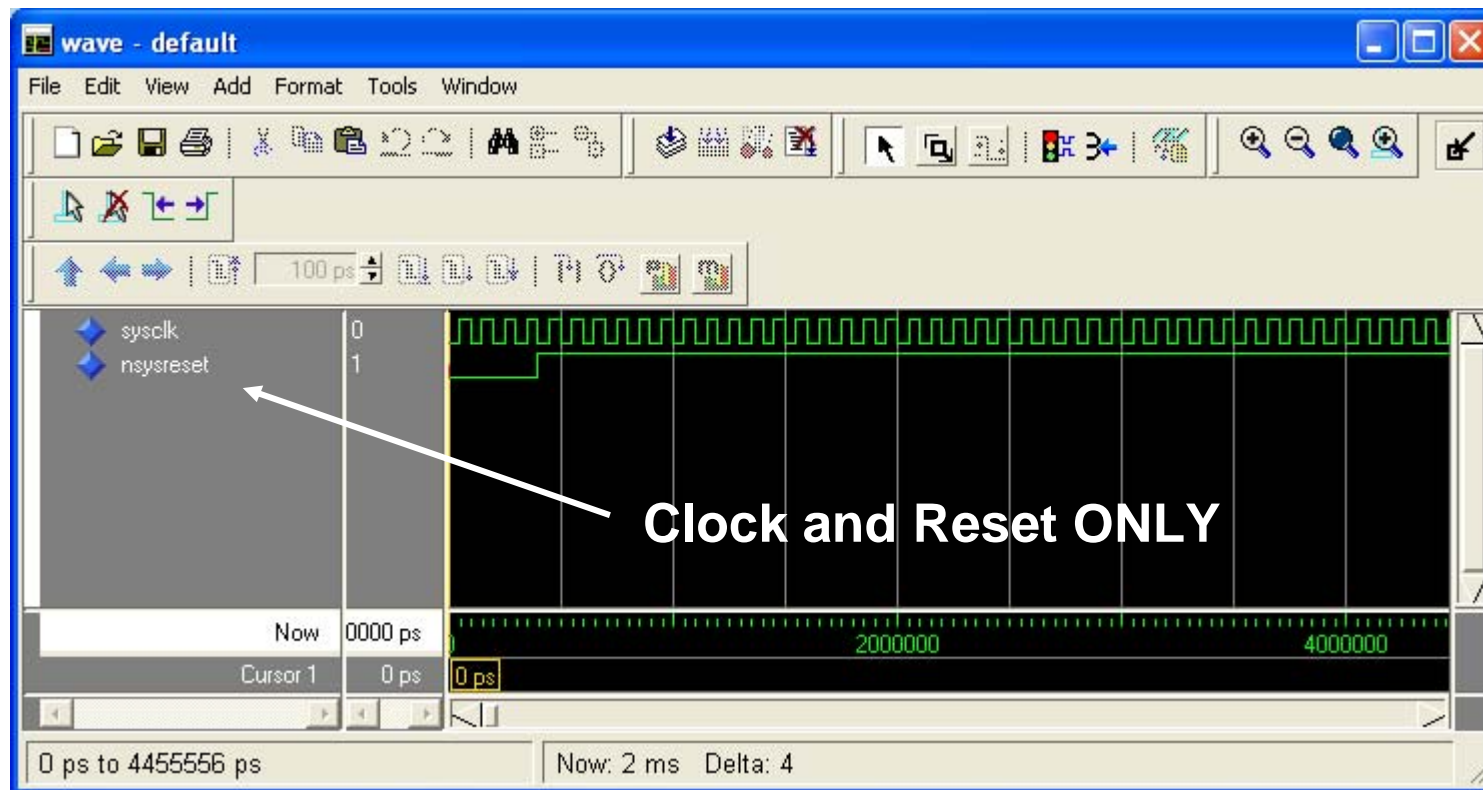 wave - default
File Edit View Add Format Tools Window
100 ps
sysclk 0
nsysreset 1
Clock and Reset ONLY
Now 0000 ps
2000000 4000000
Cursor 1 0 ps 0 ps
0 ps to 4455556 ps Now: 2 ms Delta: 4